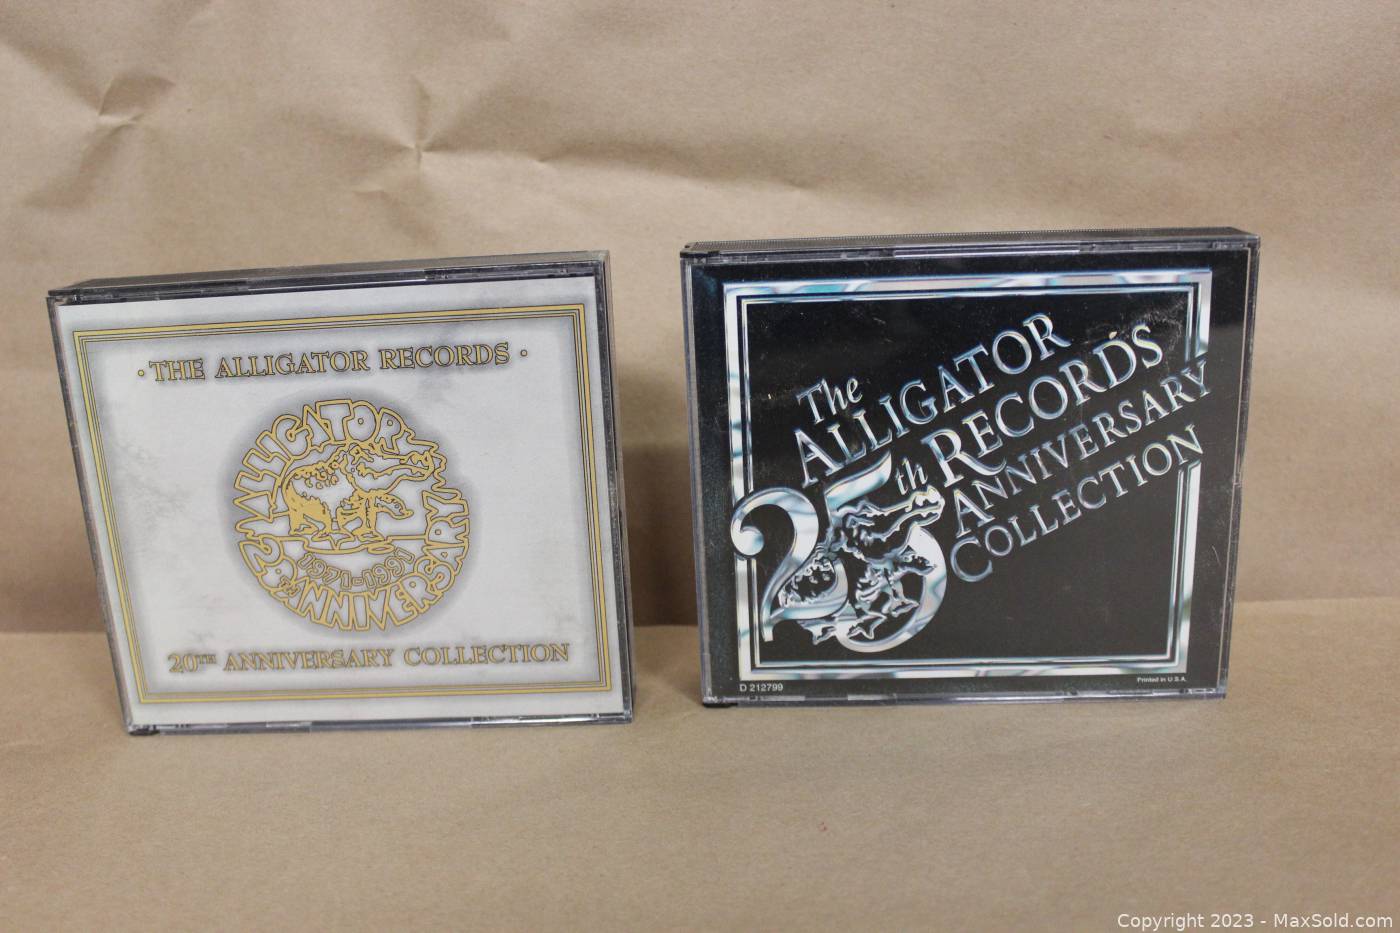 · THE ALLIGATOR RECORDS ·
ALLIGATOR
1971-1991
20TH ANNIVERSARY
20TH ANNIVERSARY COLLECTION
The
ALLIGATOR
RECORDS
25th ANNIVERSARY
COLLECTION
D 212799
Printed in U.S.A.
Copyright 2023 - MaxSold.com